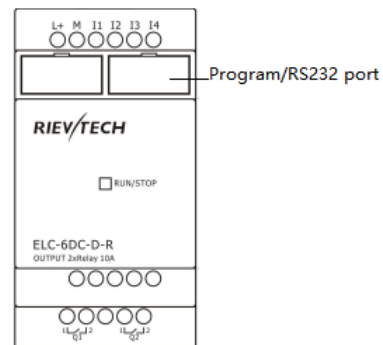 L+ M I1 I2 I3 I4
Program/RS232 port
RIEVTECH
RUN/STOP
ELC-6DC-D-R
OUTPUT 2xRelay 10A
1 2 1 2
Q1 Q2